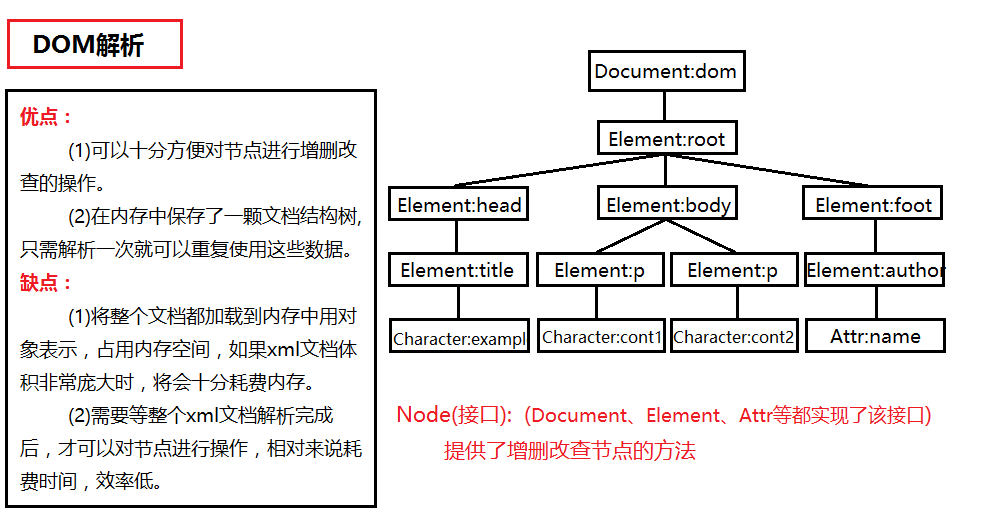 DOM解析
优点：
(1)可以十分方便对节点进行增删改
查的操作。
(2)在内存中保存了一颗文档结构树,
只需解析一次就可以重复使用这些数据。
缺点：
(1)将整个文档都加载到内存中用对
象表示，占用内存空间，如果xml文档体
积非常庞大时，将会十分耗费内存。
(2)需要等整个xml文档解析完成
后，才可以对节点进行操作，相对来说耗
费时间，效率低。
Document:dom
Element:root
Element:head
Element:body
Element:foot
Element:title
Element:p
Element:p
Element:author
Character:exampl
Character:cont1
Character:cont2
Attr:name
Node(接口): (Document、Element、Attr等都实现了该接口)
提供了增删改查节点的方法